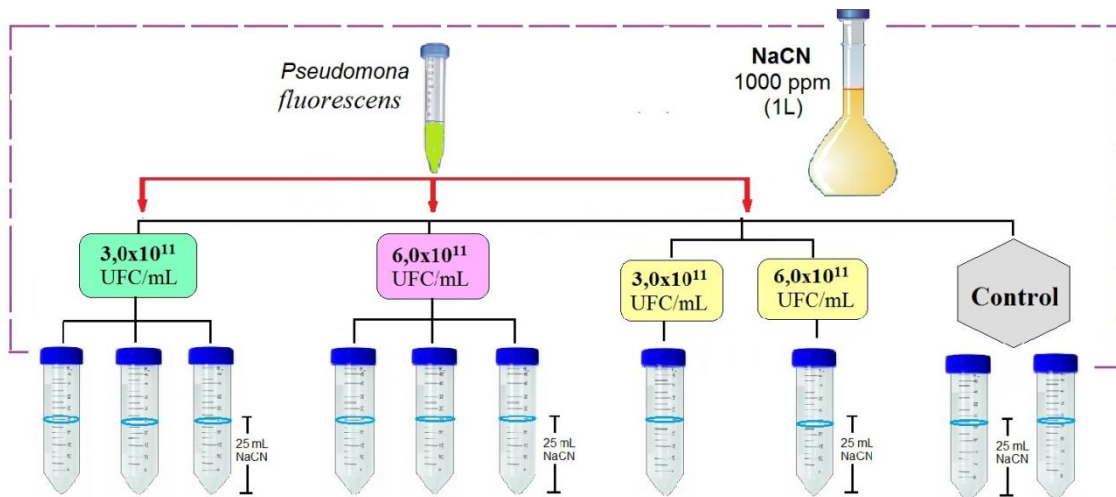 Pseudomona
fluorescens
NaCN
1000 ppm
(1L)
3,0x10¹¹
UFC/mL
6,0x10¹¹
UFC/mL
3,0x10¹¹
UFC/mL
6,0x10¹¹
UFC/mL
Control
25 mL
NaCN
25 mL
NaCN
25 mL
NaCN
25 mL
NaCN